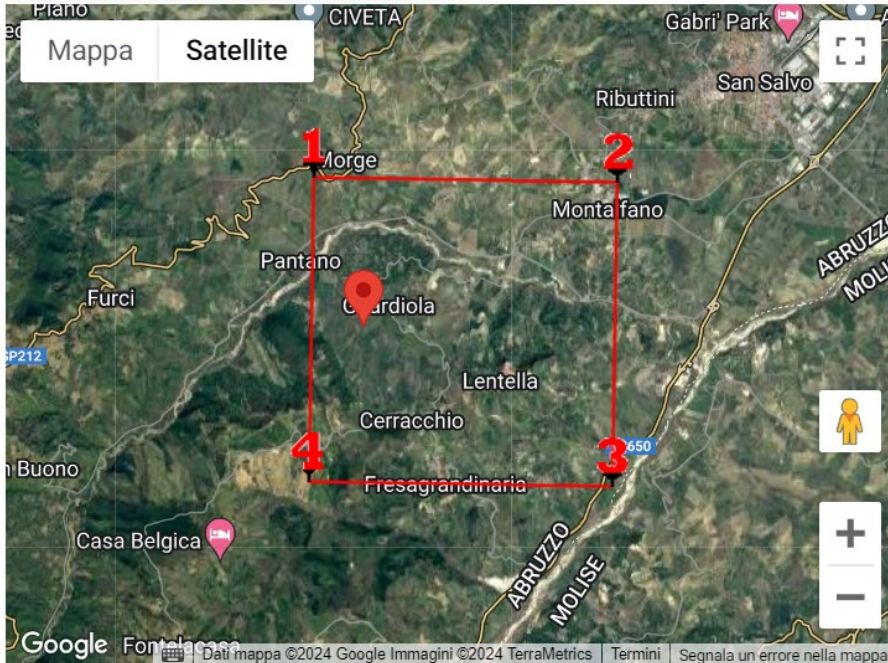 Piano
CIVETA
Gabri' Park
Mappa
Satellite
San Salvo
Ributtini
1
Morge
2
Montalfano
ABRUZZO
MOLISE
Pantano
Furci
Guardiola
SP212
Lentella
Cerracchio
4
3
650
n Buono
Fresagrandinaria
Casa Belgica
ABRUZZO
MOLISE
Google
Fontelacasa
Dati mappa ©2024 Google Immagini ©2024 TerraMetrics
Termini
Segnala un errore nella mappa